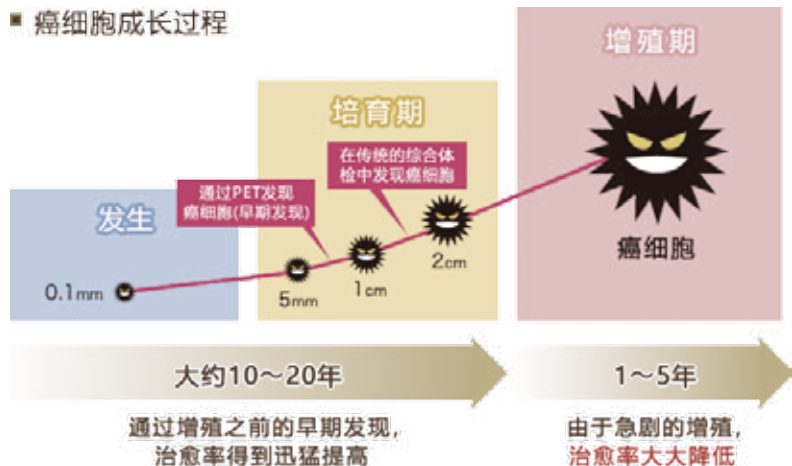 癌细胞成长过程
增殖期
培育期
在传统的综合体
检中发现癌细胞
通过PET发现
癌细胞(早期发现)
发生
癌细胞
0.1mm
5mm
1cm
2cm
大约10～20年
1～5年
通过增殖之前的早期发现，
治愈率得到迅猛提高
由于急剧的增殖，
治愈率大大降低